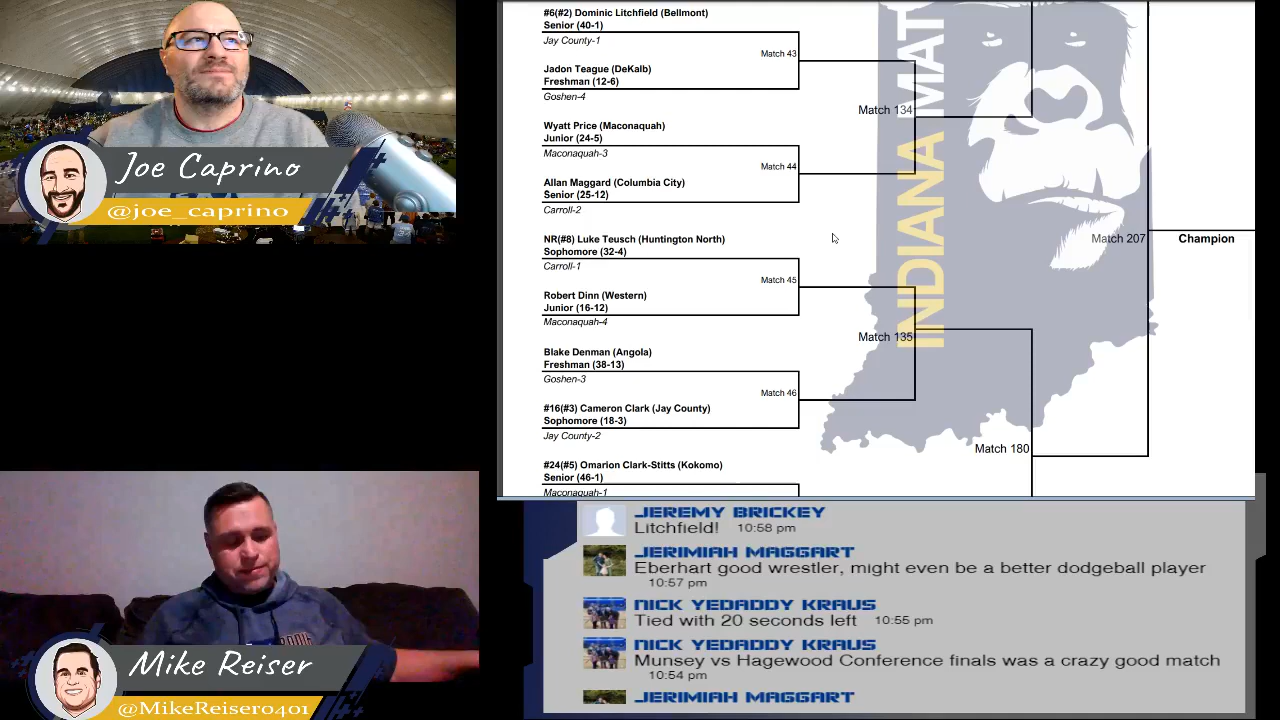 Joe Caprino
@joe_caprino
#6(#2) Dominic Litchfield (Bellmont)
Senior (40-1)
Jay County-1
Match 43
Jadon Teague (DeKalb)
Freshman (12-6)
Goshen-4
Match 134
Wyatt Price (Maconaquah)
Junior (24-5)
Maconaquah-3
Match 44
Allan Maggard (Columbia City)
Senior (25-12)
Carroll-2
NR(#8) Luke Teusch (Huntington North)
Sophomore (32-4)
Carroll-1
Match 45
Robert Dinn (Western)
Junior (16-12)
Maconaquah-4
Match 135
Blake Denman (Angola)
Freshman (38-13)
Goshen-3
Match 46
#16(#3) Cameron Clark (Jay County)
Sophomore (18-3)
Jay County-2
Match 180
#24(#5) Omarion Clark-Stitts (Kokomo)
Senior (46-1)
Maconaquah-1
Match 207
Champion
INDIANA MAT
Mike Reiser
@MikeReiser0401
JEREMY BRICKEY
Litchfield! 10:58 pm
JERIMIAH MAGGART
Eberhart good wrestler, might even be a better dodgeball player
10:57 pm
NICK YEDADDY KRAUS
Tied with 20 seconds left 10:55 pm
NICK YEDADDY KRAUS
Munsey vs Hagewood Conference finals was a crazy good match
10:54 pm
JERIMIAH MAGGART